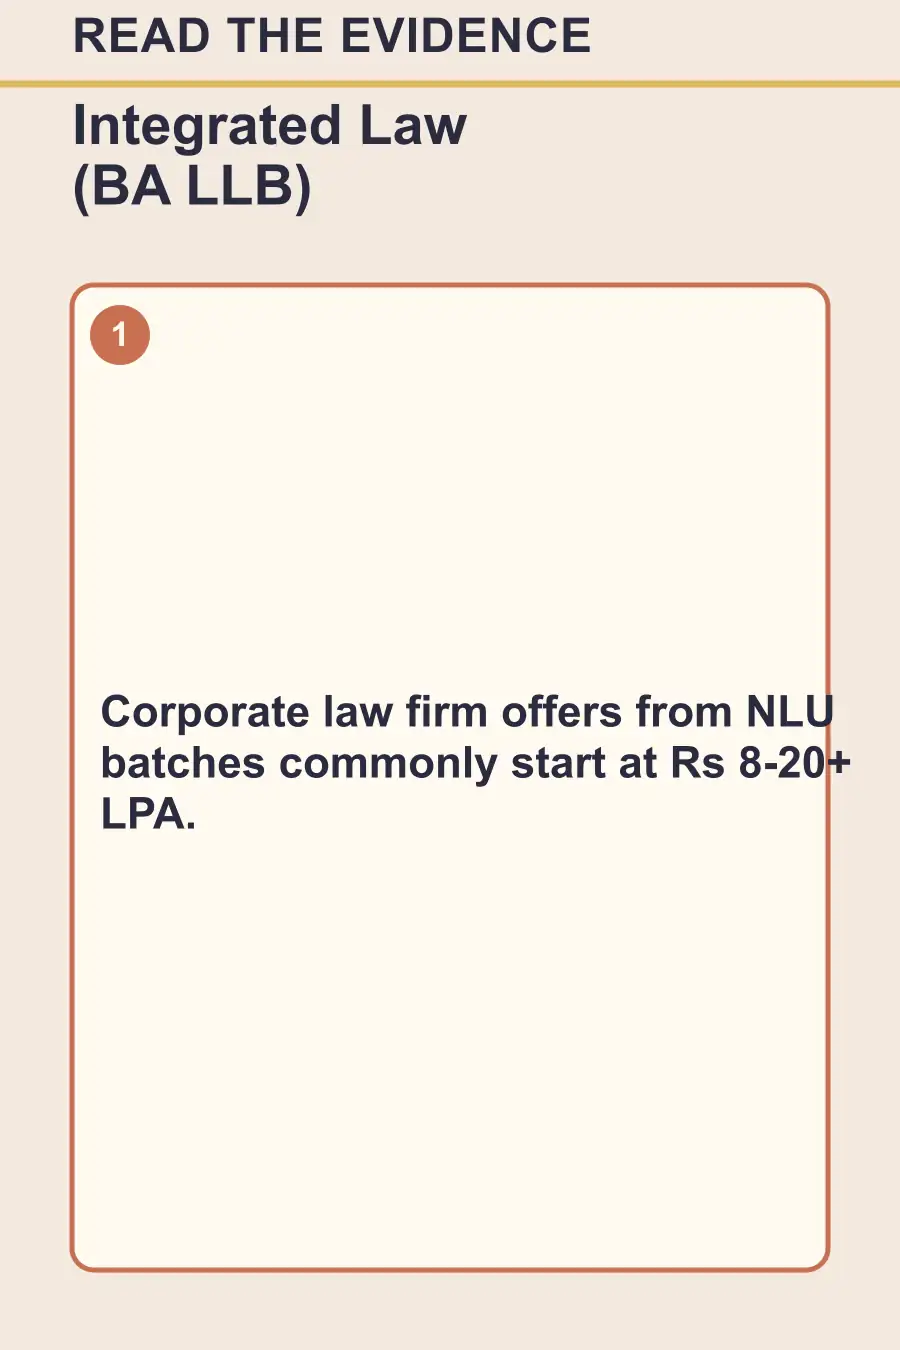 READ THE EVIDENCE
Integrated Law
(BA LLB)
1
Corporate law firm offers from NLU
batches commonly start at Rs 8-20+
LPA.